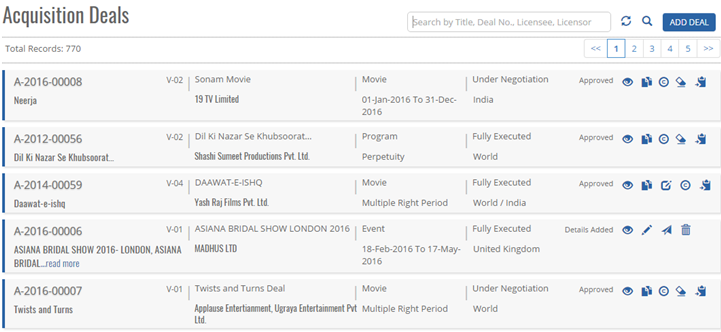 Acquisition Deals
Search by Title, Deal No., Licensee, Licensor
ADD DEAL
Total Records: 770
<< 1 2 3 4 5 >>
A-2016-00008 V-02 Sonam Movie Movie Under Negotiation Approved
Neerja 19 TV Limited 01-Jan-2016 To 31-Dec- India
2016
A-2012-00056 V-02 Dil Ki Nazar Se Khubsoorat... Program Fully Executed Approved
Dil Ki Nazar Se Khubsoorat... Shashi Sumeet Productions Pvt. Ltd. Perpetuity World
A-2014-00059 V-04 DAAWAT-E-ISHQ Movie Fully Executed Approved
Daawat-e-ishq Yash Raj Films Pvt. Ltd. Multiple Right Period World / India
A-2016-00006 V-01 ASIANA BRIDAL SHOW LONDON 2016 Event Fully Executed Details Added
ASIANA BRIDAL SHOW 2016- LONDON, ASIANA MADHUS LTD 18-Feb-2016 To 17-May- United Kingdom
BRIDAL...read more 2016
A-2016-00007 V-01 Twists and Turns Deal Movie Under Negotiation Approved
Twists and Turns Applause Entertianment, Ugraya Entertainment Pvt Multiple Right Period World
Ltd.